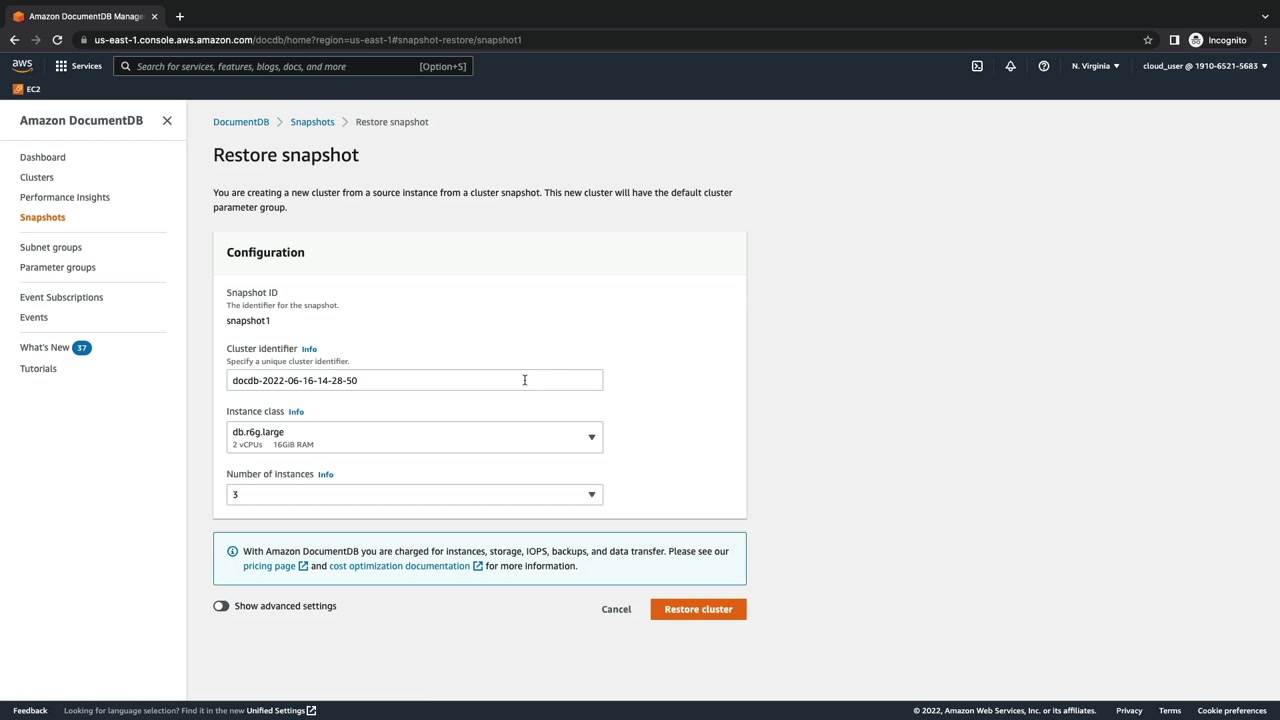 Amazon DocumentDB Manage
us-east-1.console.aws.amazon.com/docdb/home?region=us-east-1#snapshot-restore/snapshot1
Incognito
aws
Services
Search for services, features, blogs, docs, and more
[Option+S]
N. Virginia
cloud_user @ 1910-6521-5683
EC2
Amazon DocumentDB
Dashboard
Clusters
Performance Insights
Snapshots
Subnet groups
Parameter groups
Event Subscriptions
Events
What's New 37
Tutorials
DocumentDB
Snapshots
Restore snapshot
Restore snapshot
You are creating a new cluster from a source instance from a cluster snapshot. This new cluster will have the default cluster
parameter group.
Configuration
Snapshot ID
The identifier for the snapshot.
snapshot1
Cluster identifier Info
Specify a unique cluster identifier.
docdb-2022-06-16-14-28-50
Instance class Info
db.r6g.large
2 vCPUs 16GiB RAM
Number of instances Info
3
With Amazon DocumentDB you are charged for instances, storage, IOPS, backups, and data transfer. Please see our
pricing page and cost optimization documentation for more information.
Show advanced settings
Cancel
Restore cluster
Feedback
Looking for language selection? Find it in the new Unified Settings
© 2022, Amazon Web Services, Inc. or its affiliates.
Privacy
Terms
Cookie preferences